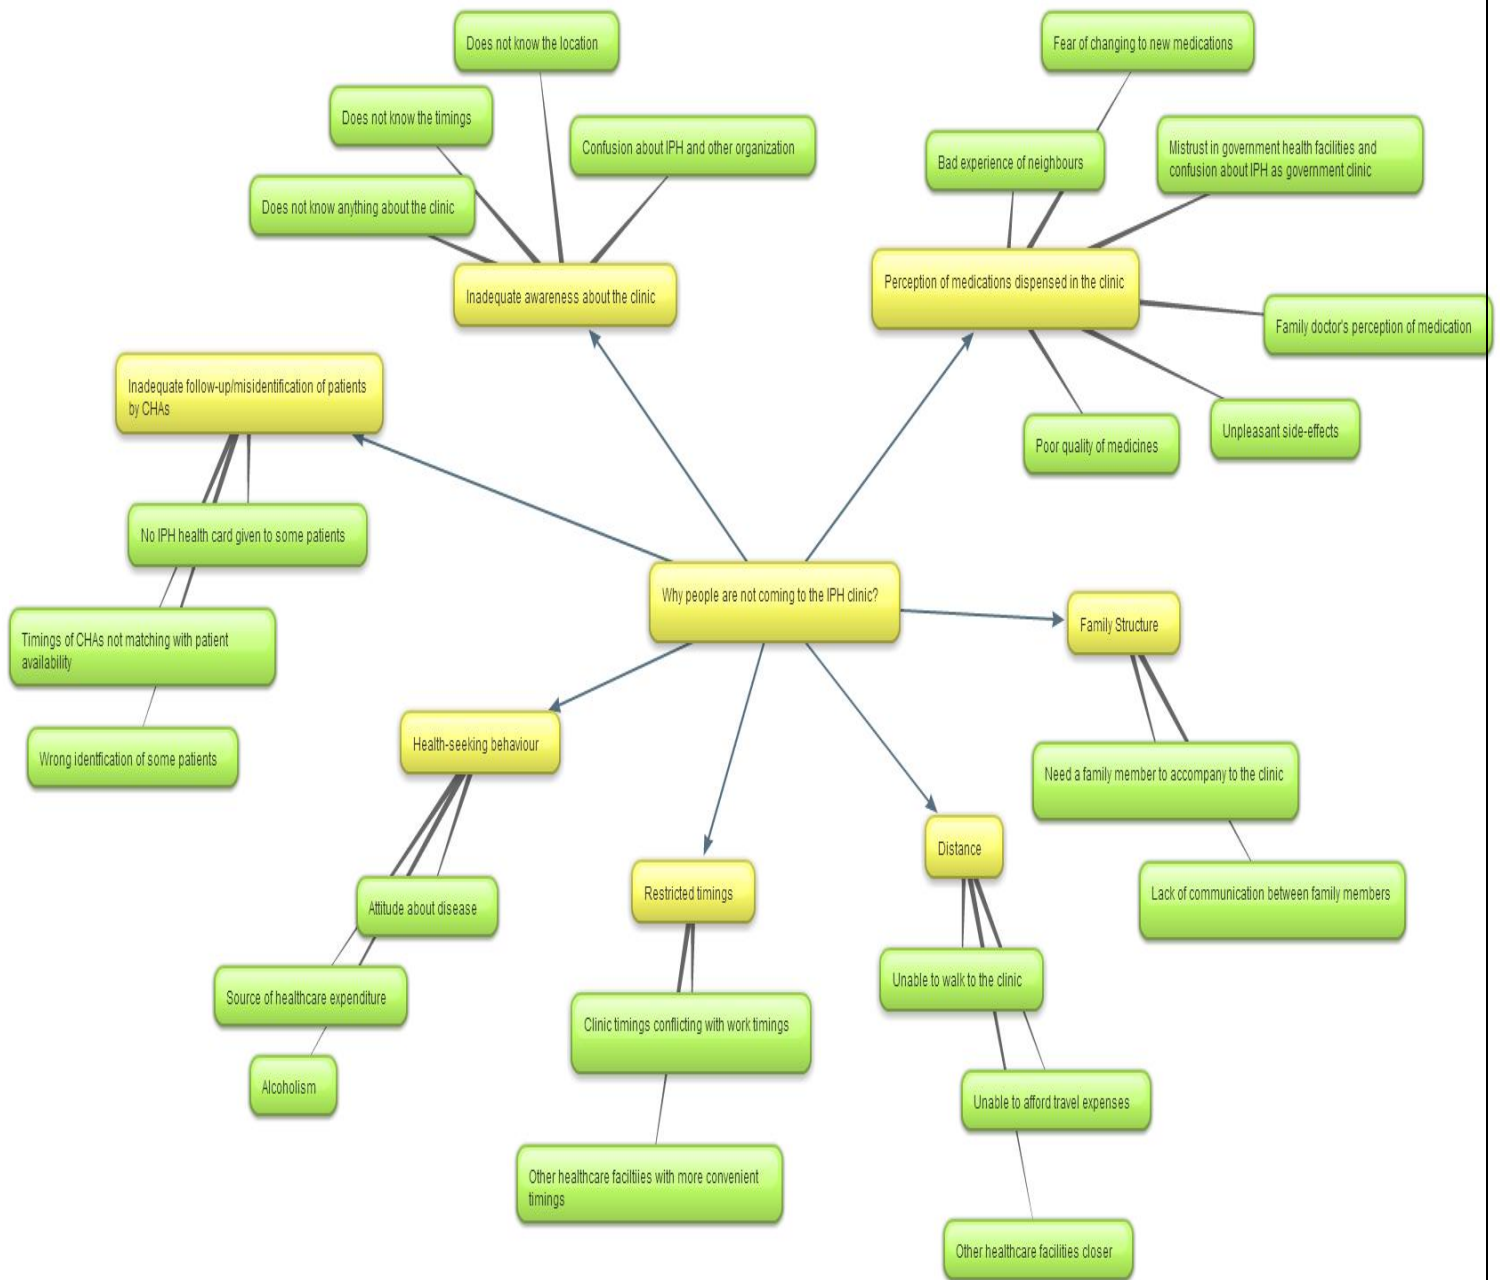 Does not know the location
Does not know the timings
Does not know anything about the clinic
Confusion about IPH and other organization
Inadequate awareness about the clinic
Fear of changing to new medications
Bad experience of neighbours
Mistrust in government health facilities and
confusion about IPH as government clinic
Perception of medications dispensed in the clinic
Family doctor's perception of medication
Unpleasant side-effects
Poor quality of medicines
Inadequate follow-up/misidentification of patients
by CHAs
No IPH health card given to some patients
Timings of CHAs not matching with patient
availability
Wrong identfication of some patients
Why people are not coming to the IPH clinic?
Family Structure
Need a family member to accompany to the clinic
Lack of communication between family members
Health-seeking behaviour
Attitude about disease
Source of healthcare expenditure
Alcoholism
Restricted timings
Clinic timings conflicting with work timings
Other healthcare faciltiies with more convenient
timings
Distance
Unable to walk to the clinic
Unable to afford travel expenses
Other healthcare facilities closer